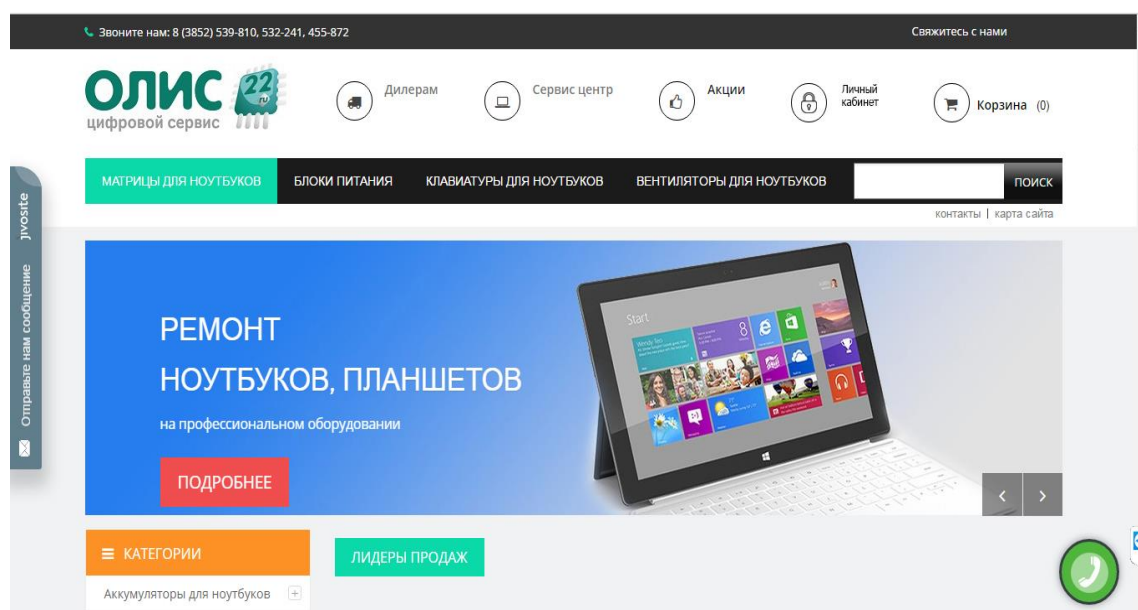 Звоните нам: 8 (3852) 539-810, 532-241, 455-872
Свяжитесь с нами
ОЛИС 22
ru
цифровой сервис
Дилерам
Сервис центр
Акции
Личный
кабинет
Корзина (0)
МАТРИЦЫ ДЛЯ НОУТБУКОВ
БЛОКИ ПИТАНИЯ
КЛАВИАТУРЫ ДЛЯ НОУТБУКОВ
ВЕНТИЛЯТОРЫ ДЛЯ НОУТБУКОВ
ПОИСК
контакты | карта сайта
Отправьте нам сообщение jivosite
РЕМОНТ
НОУТБУКОВ, ПЛАНШЕТОВ
на профессиональном оборудовании
ПОДРОБНЕЕ
Start
8
КАТЕГОРИИ
ЛИДЕРЫ ПРОДАЖ
Аккумуляторы для ноутбуков